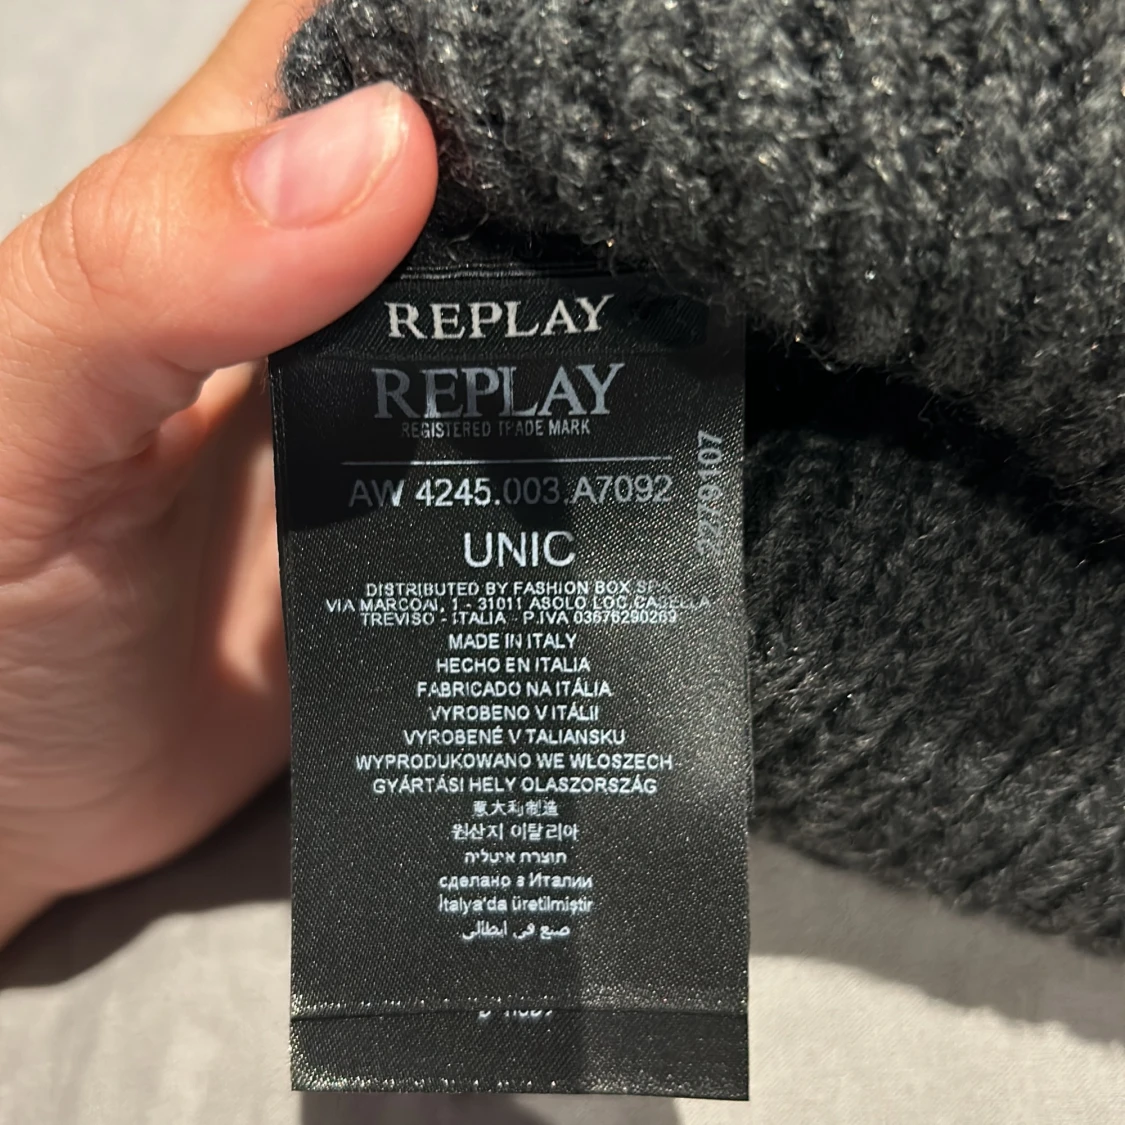 REPLAY
REPLAY
REGISTERED TRADE MARK
AW 4245.003.A7092
2279107
UNIC
DISTRIBUTED BY FASHION BOX SPA
VIA MARCONI, 1 - 31011 ASOLO LOC.CASELLA
TREVISO - ITALIA - P.IVA 03676290269
MADE IN ITALY
HECHO EN ITALIA
FABRICADO NA ITÁLIA
VYROBENO V ITÁLII
VYROBENÉ V TALIANSKU
WYPRODUKOWANO WE WŁOSZECH
GYÁRTÁSI HELY OLASZORSZÁG
意大利制造
원산지 이탈리아
תוצרת איטליה
сделано в Италии
İtalya'da üretilmiştir
صنع في ايطالي